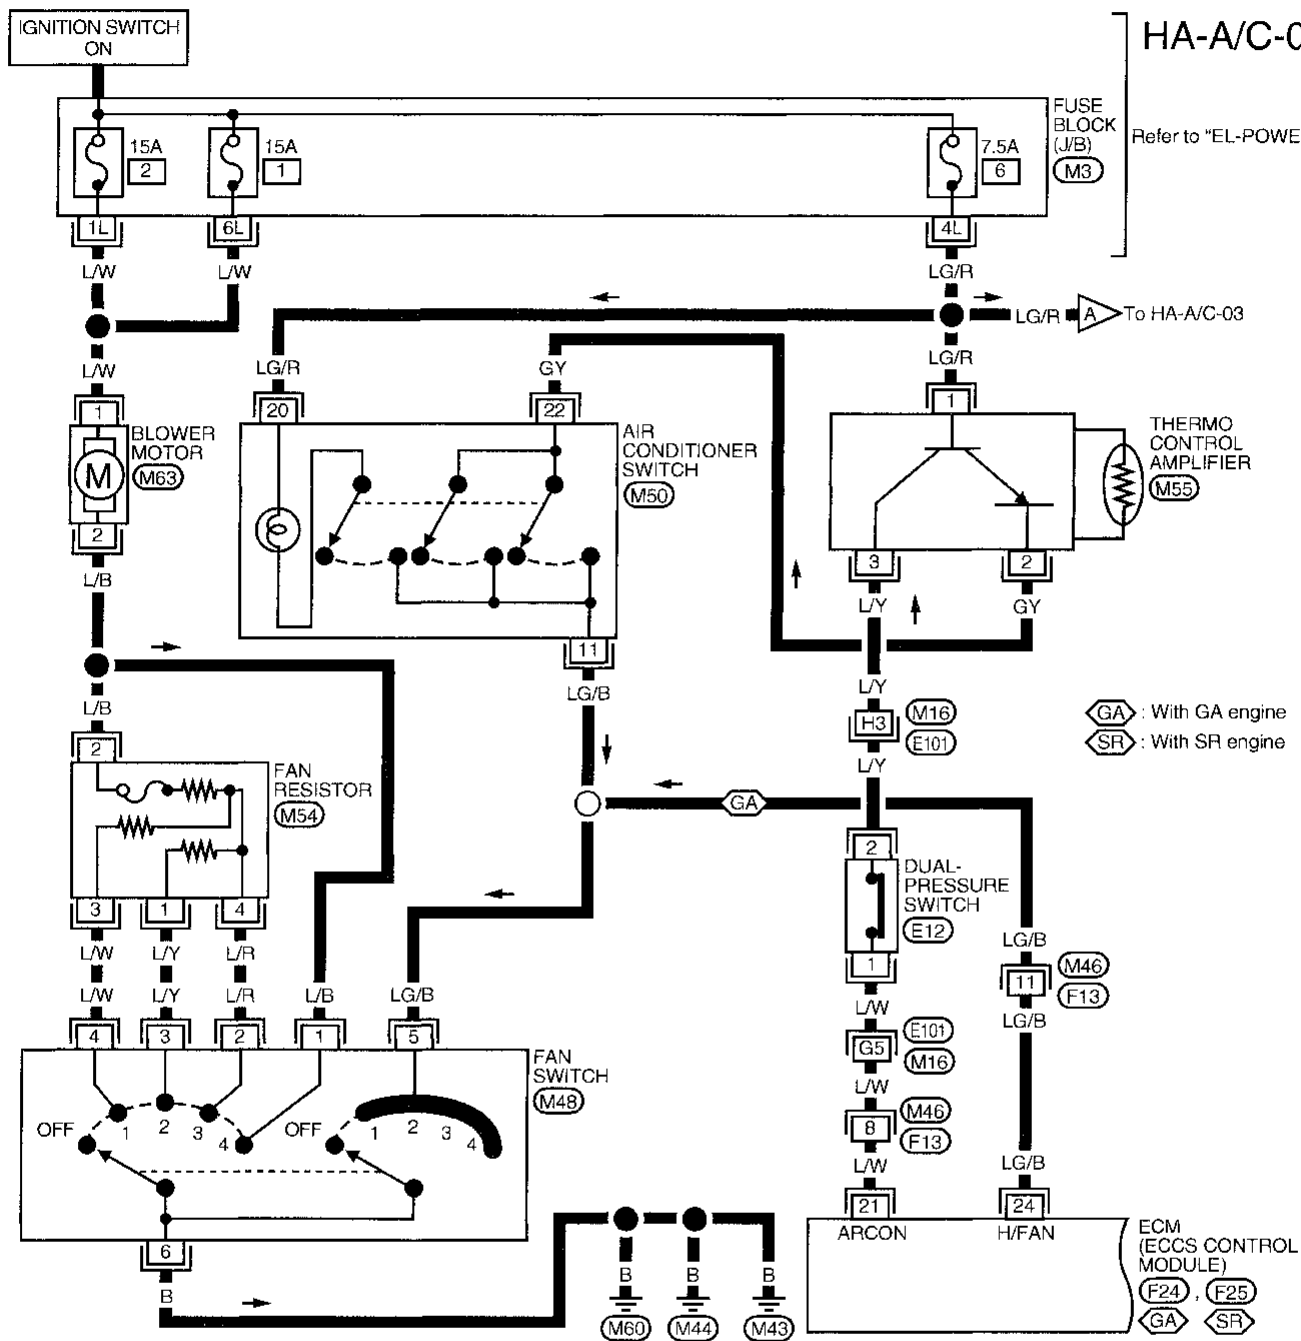 IGNITION SWITCH
ON
HA-A/C-0
FUSE
BLOCK
(J/B)
M3
Refer to "EL-POWE
15A
2
15A
1
7.5A
6
1L
6L
4L
L/W
L/W
LG/R
LG/R
A
To HA-A/C-03
L/W
LG/R
GY
LG/R
1
20
22
1
BLOWER
MOTOR
M63
M
2
AIR
CONDITIONER
SWITCH
M50
THERMO
CONTROL
AMPLIFIER
M55
3
2
L/B
L/Y
GY
11
LG/B
L/B
L/Y
H3
M16
E101
L/Y
GA : With GA engine
SR : With SR engine
2
FAN
RESISTOR
M54
GA
2
DUAL-
PRESSURE
SWITCH
E12
1
3
1
4
L/W
L/Y
L/R
LG/B
11
M46
F13
LG/B
L/W
L/Y
L/R
L/B
LG/B
L/W
G5
E101
M16
4
3
2
1
5
FAN
SWITCH
M48
L/W
8
M46
F13
OFF
1
2
3
4
OFF
1
2
3
4
L/W
LG/B
21
24
ARCON
H/FAN
ECM
(ECCS CONTROL
MODULE)
F24 , F25
GA
SR
6
B
B
B
B
M60
M44
M43